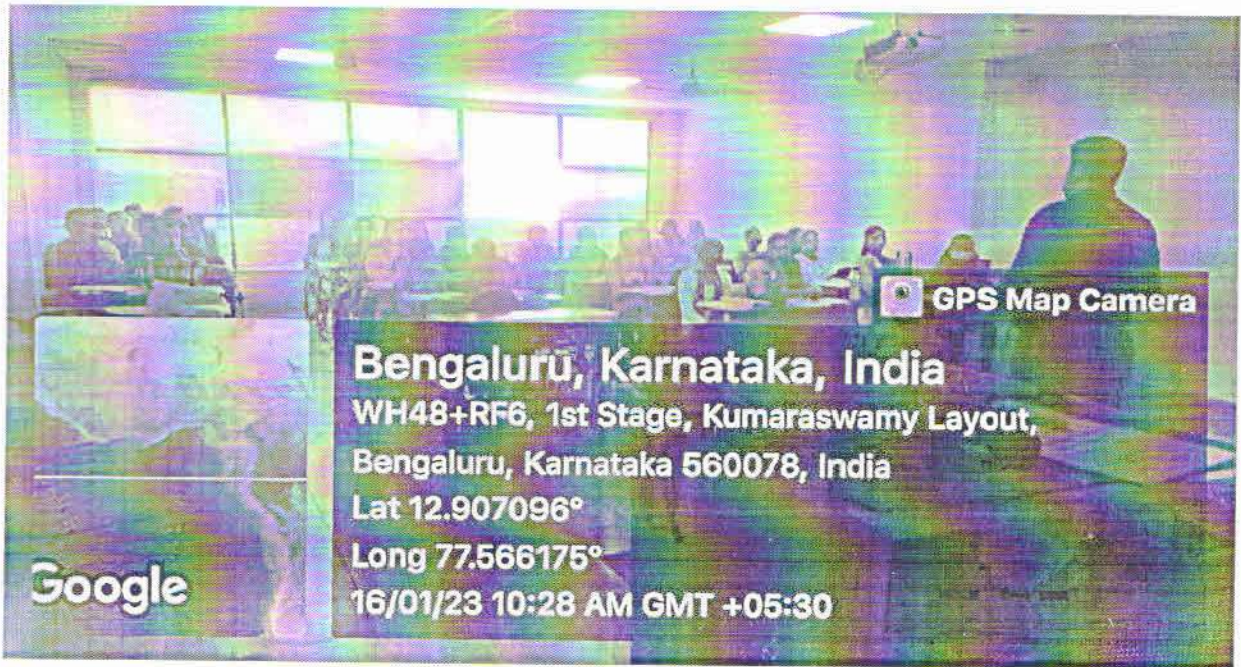 GPS Map Camera
Bengaluru, Karnataka, India
WH48+RF6, 1st Stage, Kumaraswamy Layout,
Bengaluru, Karnataka 560078, India
Lat 12.907096°
Long 77.566175°
16/01/23 10:28 AM GMT +05:30
Google